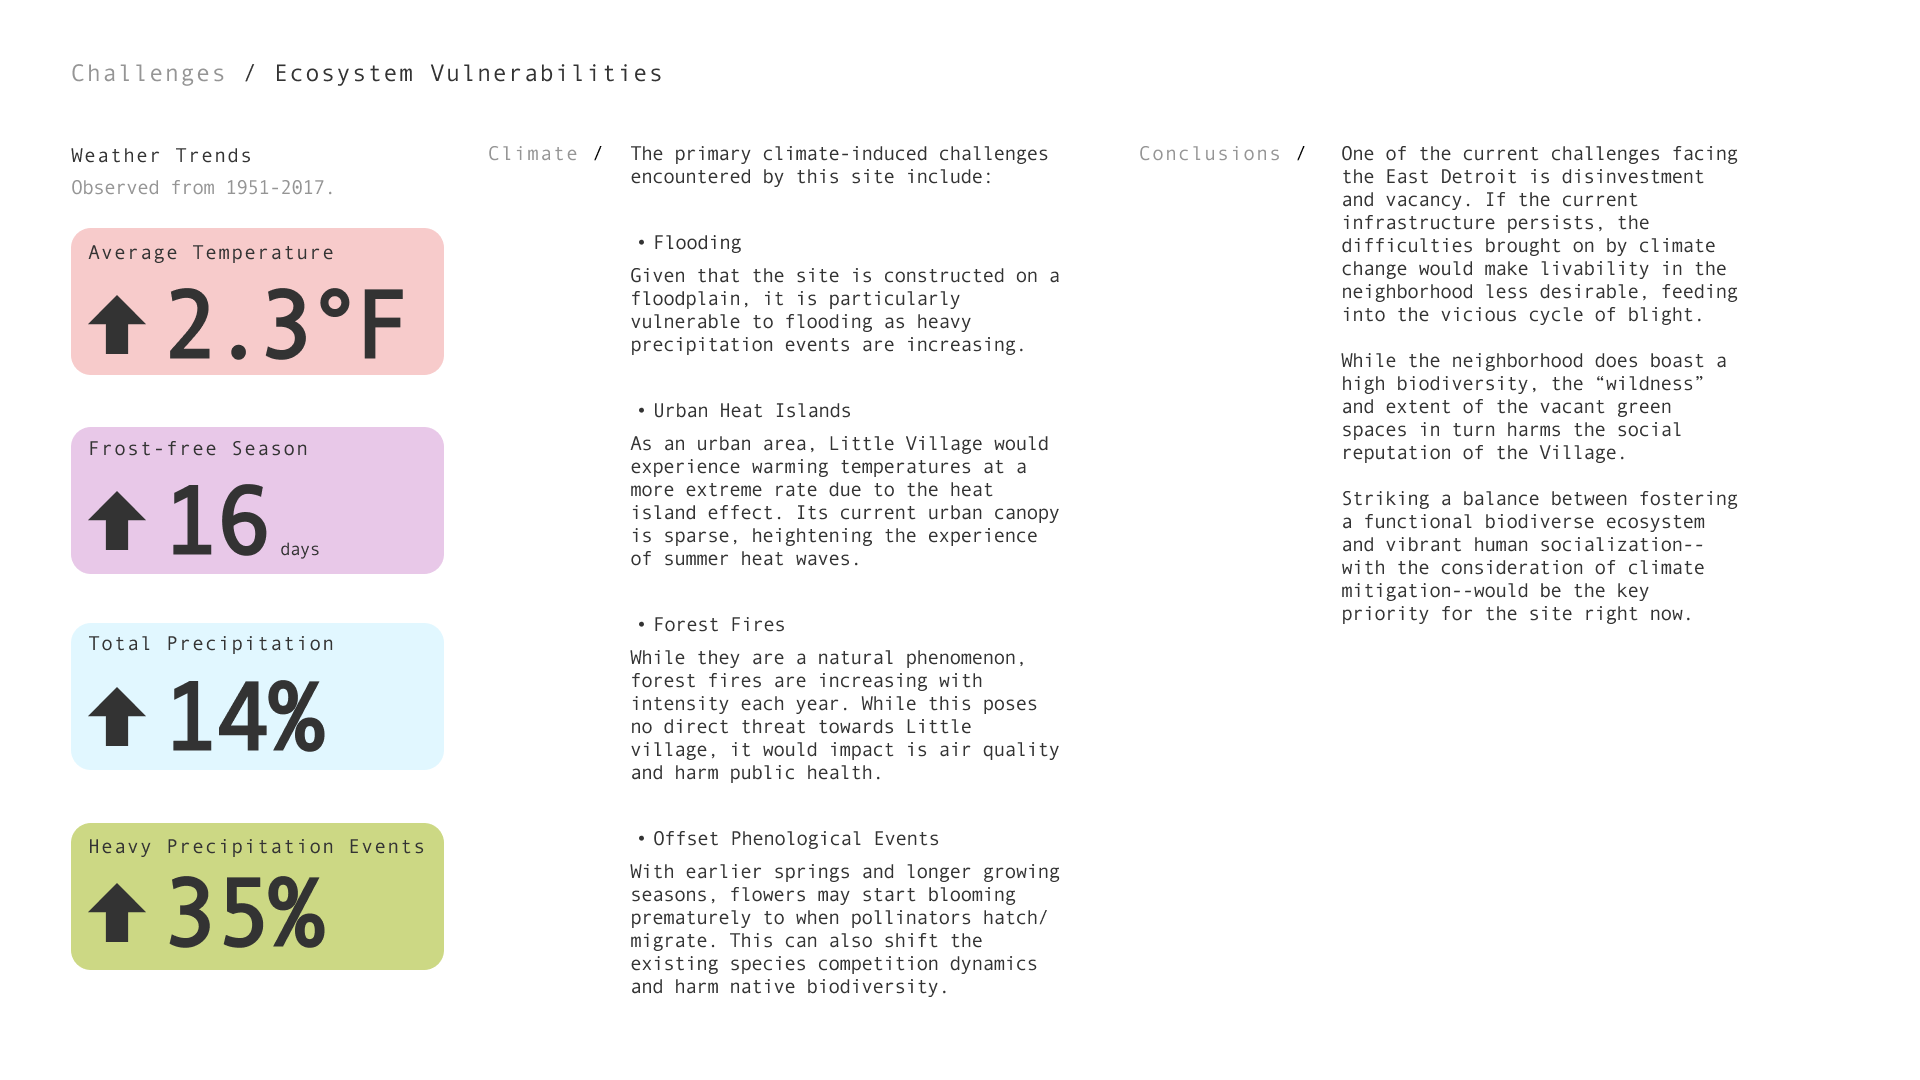 Challenges / Ecosystem Vulnerabilities
Weather Trends
Observed from 1951-2017.
Average Temperature
2.3°F
Frost-free Season
16 days
Total Precipitation
14%
Heavy Precipitation Events
35%
Climate /
The primary climate-induced challenges
encountered by this site include:
• Flooding
Given that the site is constructed on a
floodplain, it is particularly
vulnerable to flooding as heavy
precipitation events are increasing.
• Urban Heat Islands
As an urban area, Little Village would
experience warming temperatures at a
more extreme rate due to the heat
island effect. Its current urban canopy
is sparse, heightening the experience
of summer heat waves.
• Forest Fires
While they are a natural phenomenon,
forest fires are increasing with
intensity each year. While this poses
no direct threat towards Little
village, it would impact is air quality
and harm public health.
• Offset Phenological Events
With earlier springs and longer growing
seasons, flowers may start blooming
prematurely to when pollinators hatch/
migrate. This can also shift the
existing species competition dynamics
and harm native biodiversity.
Conclusions /
One of the current challenges facing
the East Detroit is disinvestment
and vacancy. If the current
infrastructure persists, the
difficulties brought on by climate
change would make livability in the
neighborhood less desirable, feeding
into the vicious cycle of blight.
While the neighborhood does boast a
high biodiversity, the “wildness”
and extent of the vacant green
spaces in turn harms the social
reputation of the Village.
Striking a balance between fostering
a functional biodiverse ecosystem
and vibrant human socialization--
with the consideration of climate
mitigation--would be the key
priority for the site right now.